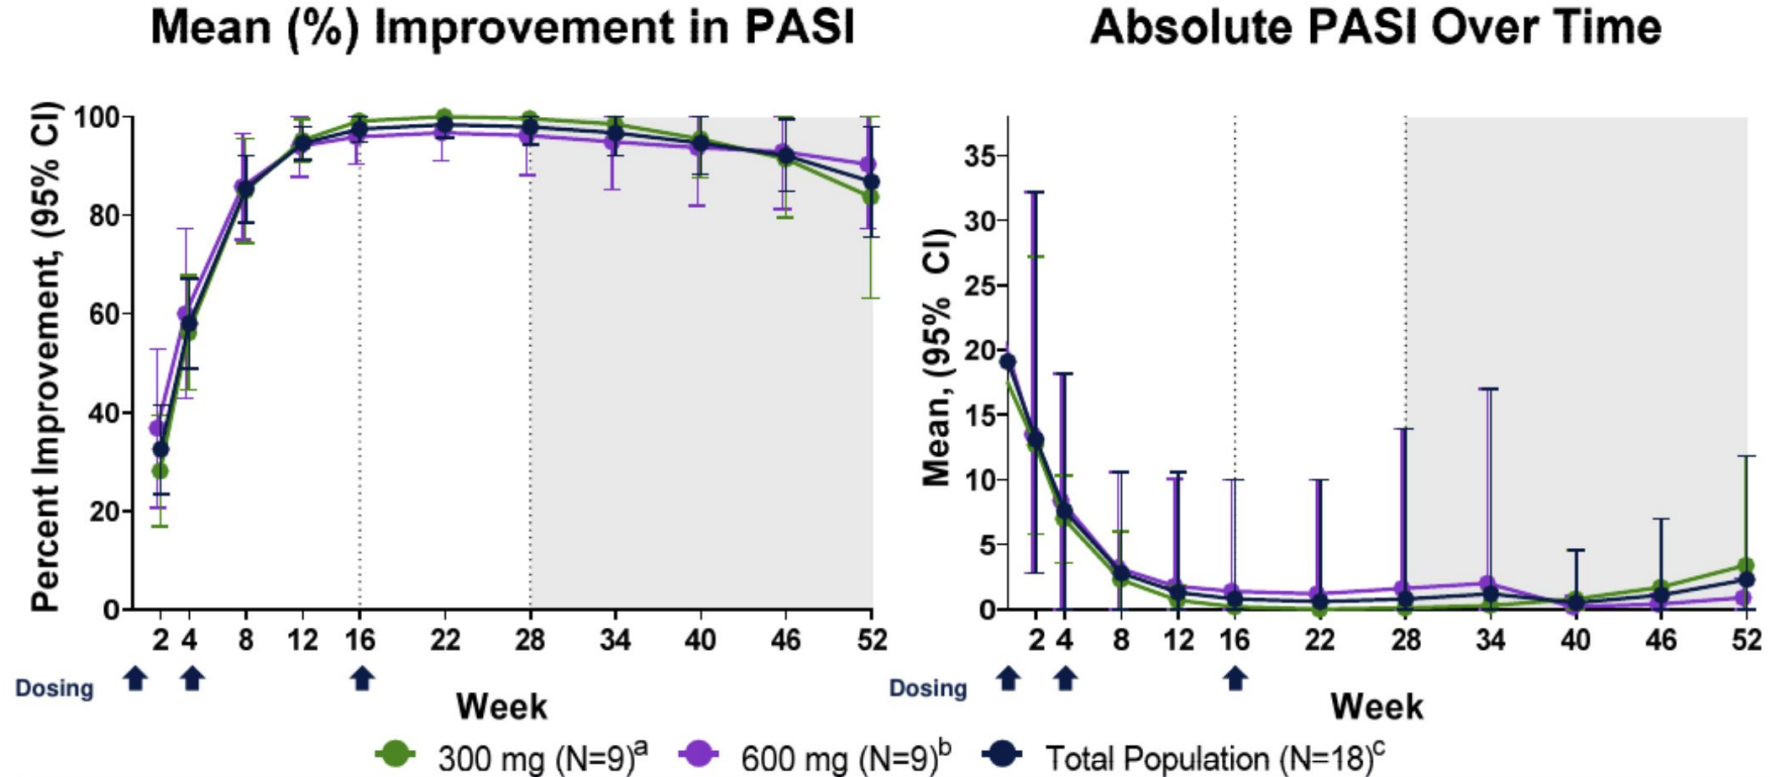 Mean (%) Improvement in PASI
Percent Improvement, (95% CI)
100
80
60
40
20
0
2 4 8 12 16 22 28 34 40 46 52
Dosing
Week
Absolute PASI Over Time
Mean, (95% CI)
35
30
25
20
15
10
5
0
2 4 8 12 16 22 28 34 40 46 52
Dosing
Week
300 mg (N=9)a 600 mg (N=9)b Total Population (N=18)c